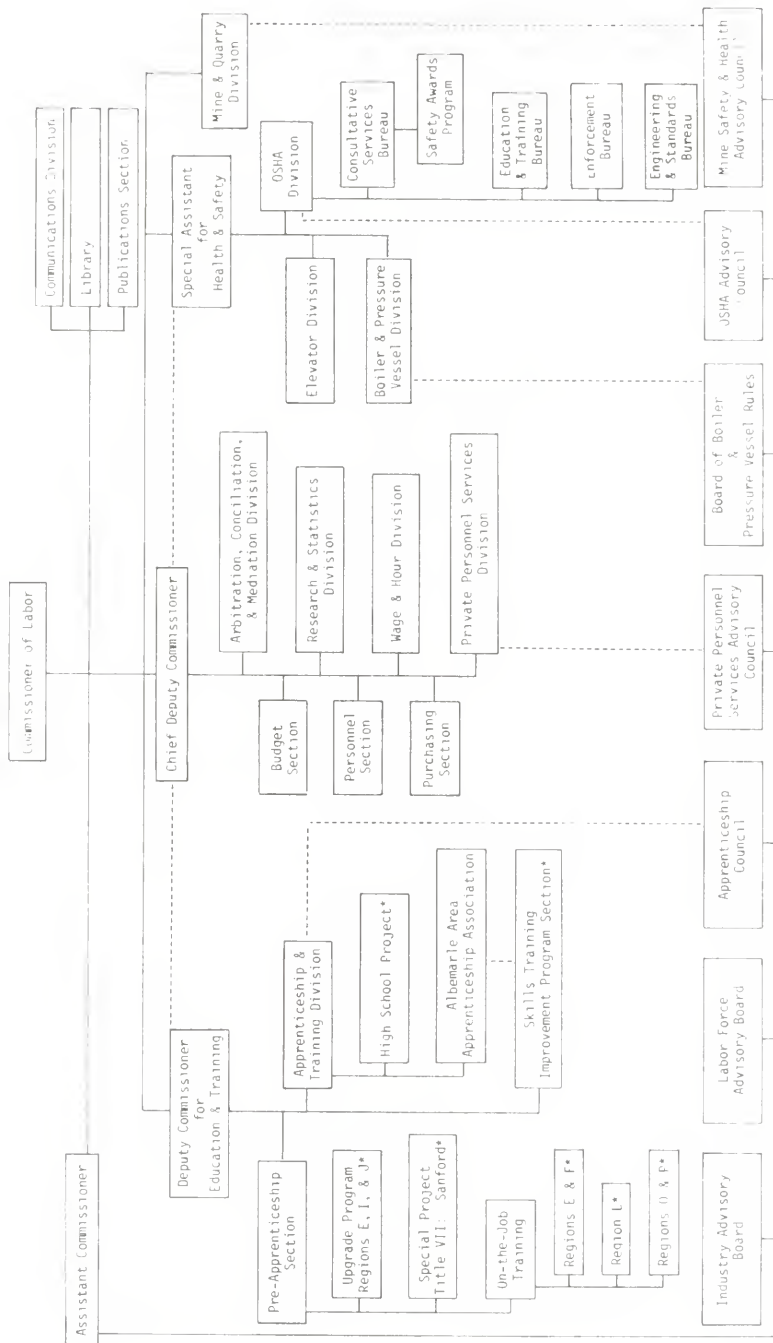 Commissioner of Labor
Assistant Commissioner
Communications Division
Library
Publications Section
Chief Deputy Commissioner
Deputy Commissioner
for
Education & Training
Special Assistant
for
Health & Safety
Mine & Quarry
Division
Pre-Apprenticeship
Section
Upgrade Program
Regions E, I, & J*
Special Project
Title VII: Sanford*
On-the-Job
Training
Regions E & F*
Region L*
Regions D & P*
Apprenticeship &
Training Division
High School Project*
Albemarle Area
Apprenticeship Association
Skills Training
Improvement Program Section*
Budget
Section
Personnel
Section
Purchasing
Section
Arbitration, Conciliation,
& Mediation Division
Research & Statistics
Division
Wage & Hour Division
Private Personnel Services
Division
Elevator Division
Boiler & Pressure
Vessel Division
OSHA
Division
Consultative
Services
Bureau
Safety Awards
Program
Education
& Training
Bureau
Enforcement
Bureau
Engineering
& Standards
Bureau
Industry Advisory
Board
Labor Force
Advisory Board
Apprenticeship
Council
Private Personnel
Services Advisory
Council
Board of Boiler
&
Pressure Vessel Rules
OSHA Advisory
Council
Mine Safety & Health
Advisory Council